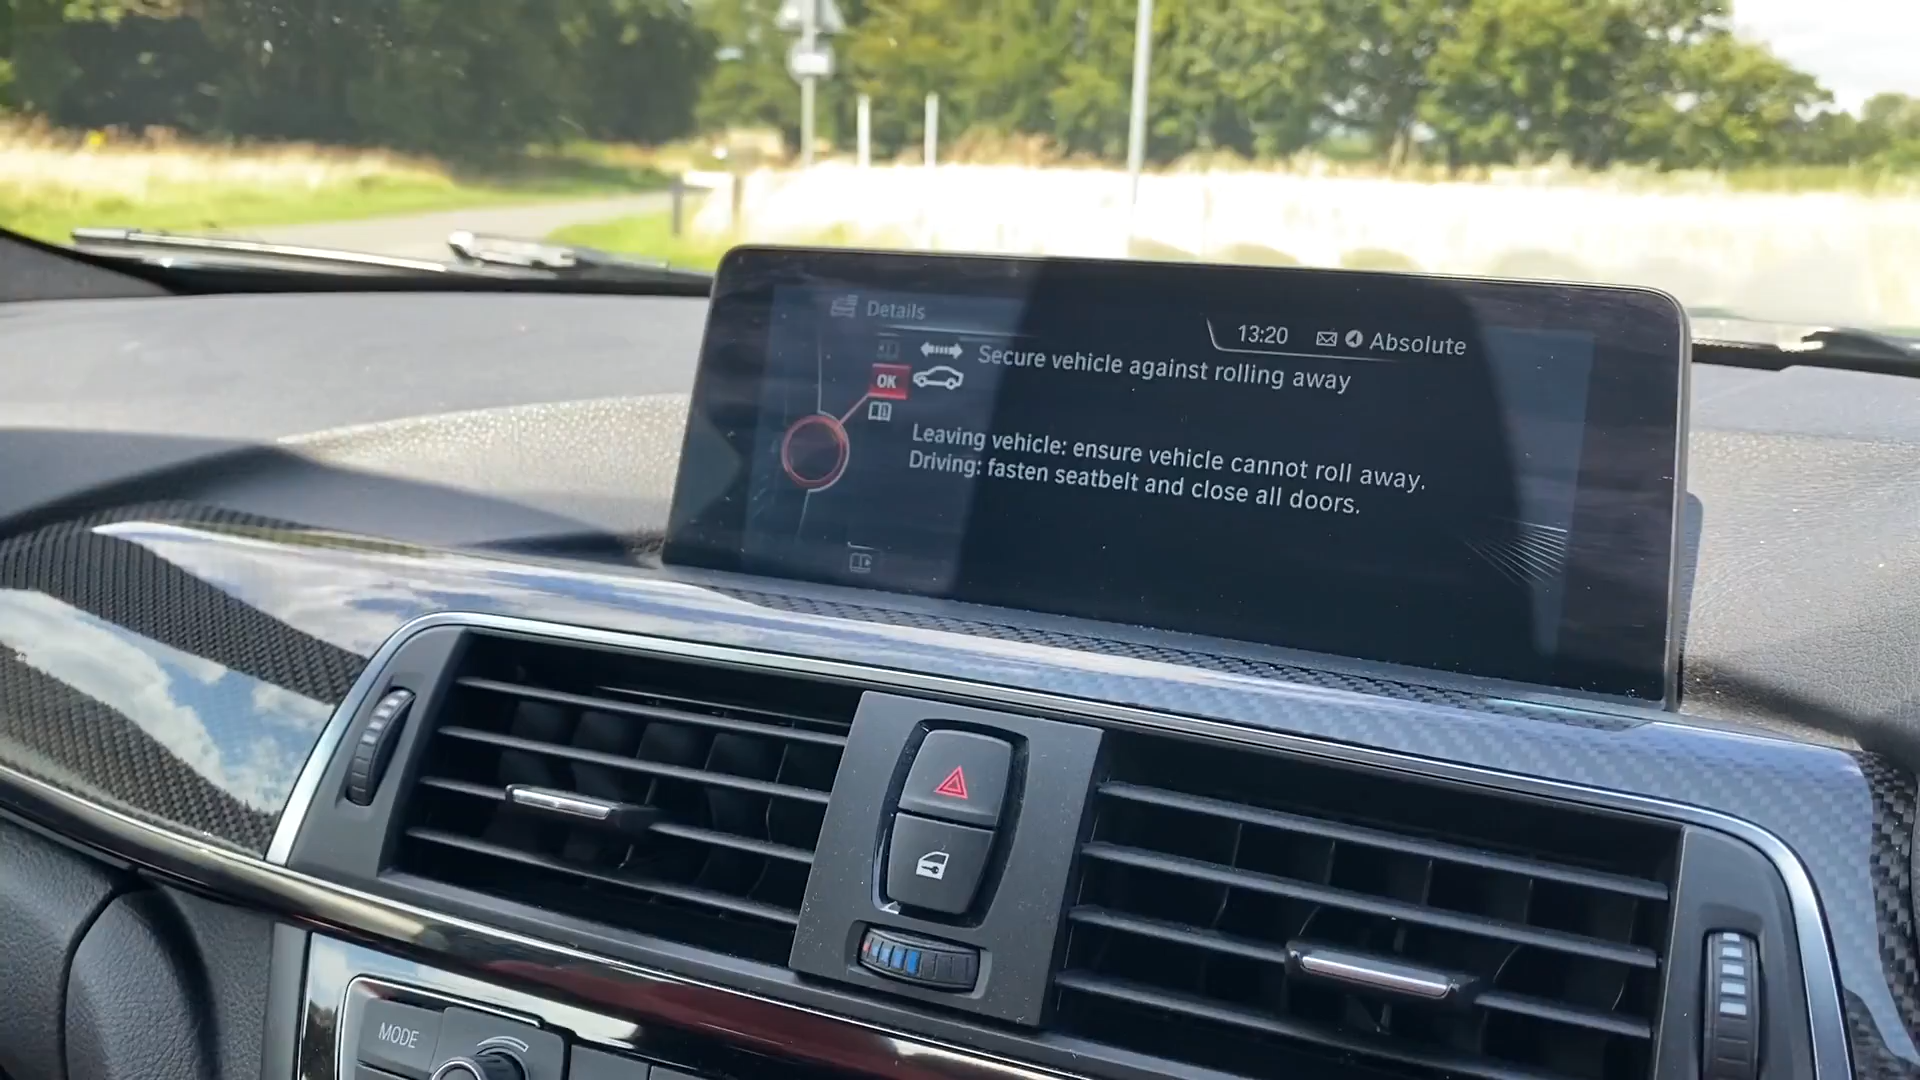 Details
13:20 Absolute
Secure vehicle against rolling away
OK
Leaving vehicle: ensure vehicle cannot roll away.
Driving: fasten seatbelt and close all doors.
MODE